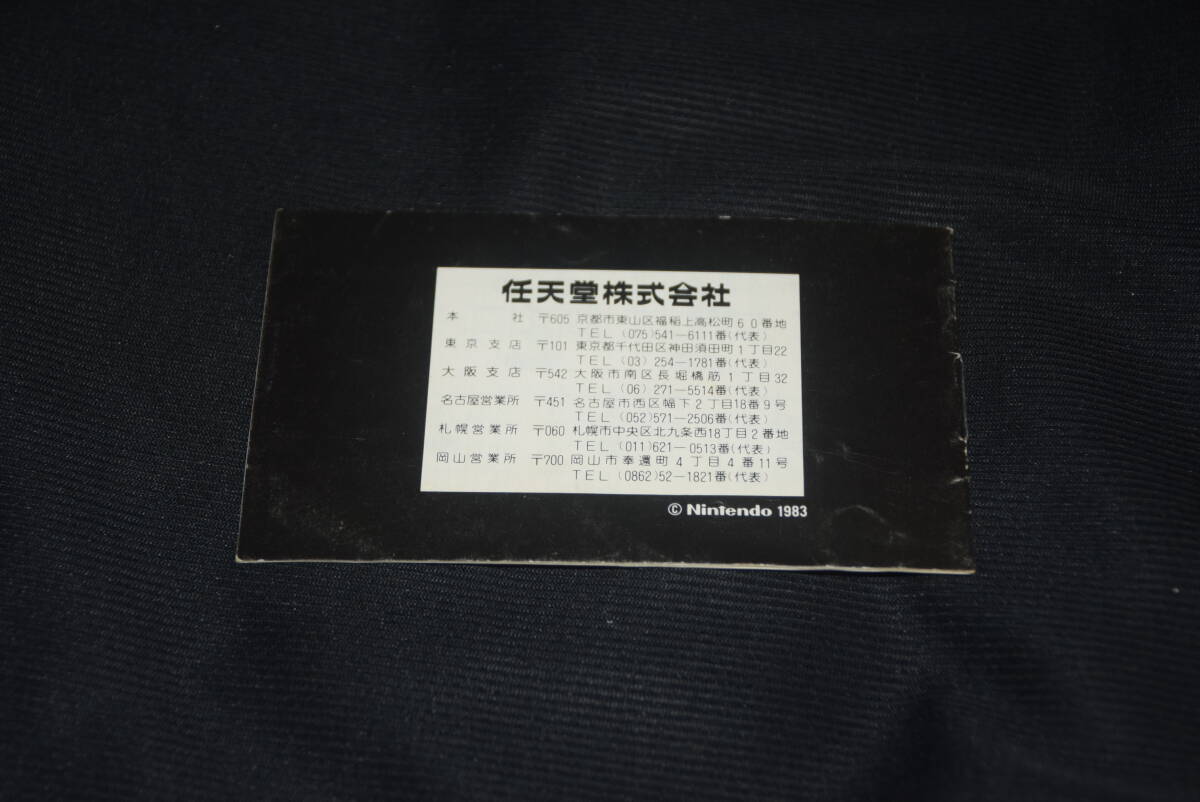 任天堂株式会社
本社 〒605 京都市東山区福稲上高松町60番地
TEL (075)541-6111番(代表)
東京支店 〒101 東京都千代田区神田須田町1丁目22
TEL (03) 254-1781番(代表)
大阪支店 〒542 大阪市南区長堀橋筋1丁目32
TEL (06) 271-5514番(代表)
名古屋営業所 〒451 名古屋市西区幅下2丁目18番9号
TEL (052)571-2506番(代表)
札幌営業所 〒060 札幌市中央区北九条西18丁目2番地
TEL (011)621-0513番(代表)
岡山営業所 〒700 岡山市奉還町4丁目4番11号
TEL (0862)52-1821番(代表)
© Nintendo 1983